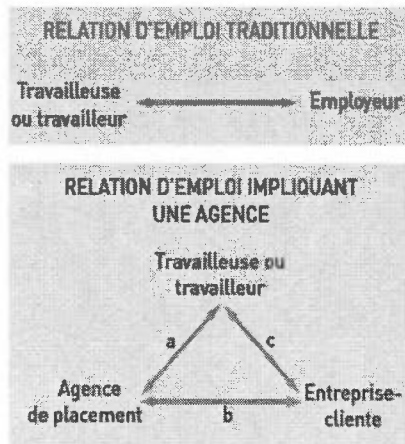 RELATION D'EMPLOI TRADITIONNELLE
Travailleuse
ou travailleur
Employeur
RELATION D'EMPLOI IMPLIQUANT
UNE AGENCE
Travailleuse ou
travailleur
a
c
Agence
de placement
b
Entreprise-
cliente